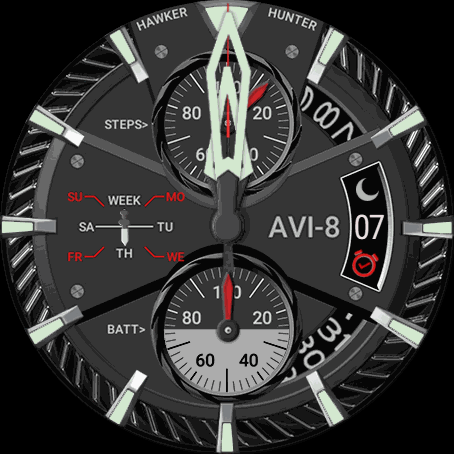 HAWKER HUNTER
80 20
STEPS>
60
SU MO
WEEK
SA TU
FR WE
TH
AVI-8 07
80 20
BATT>
60 40